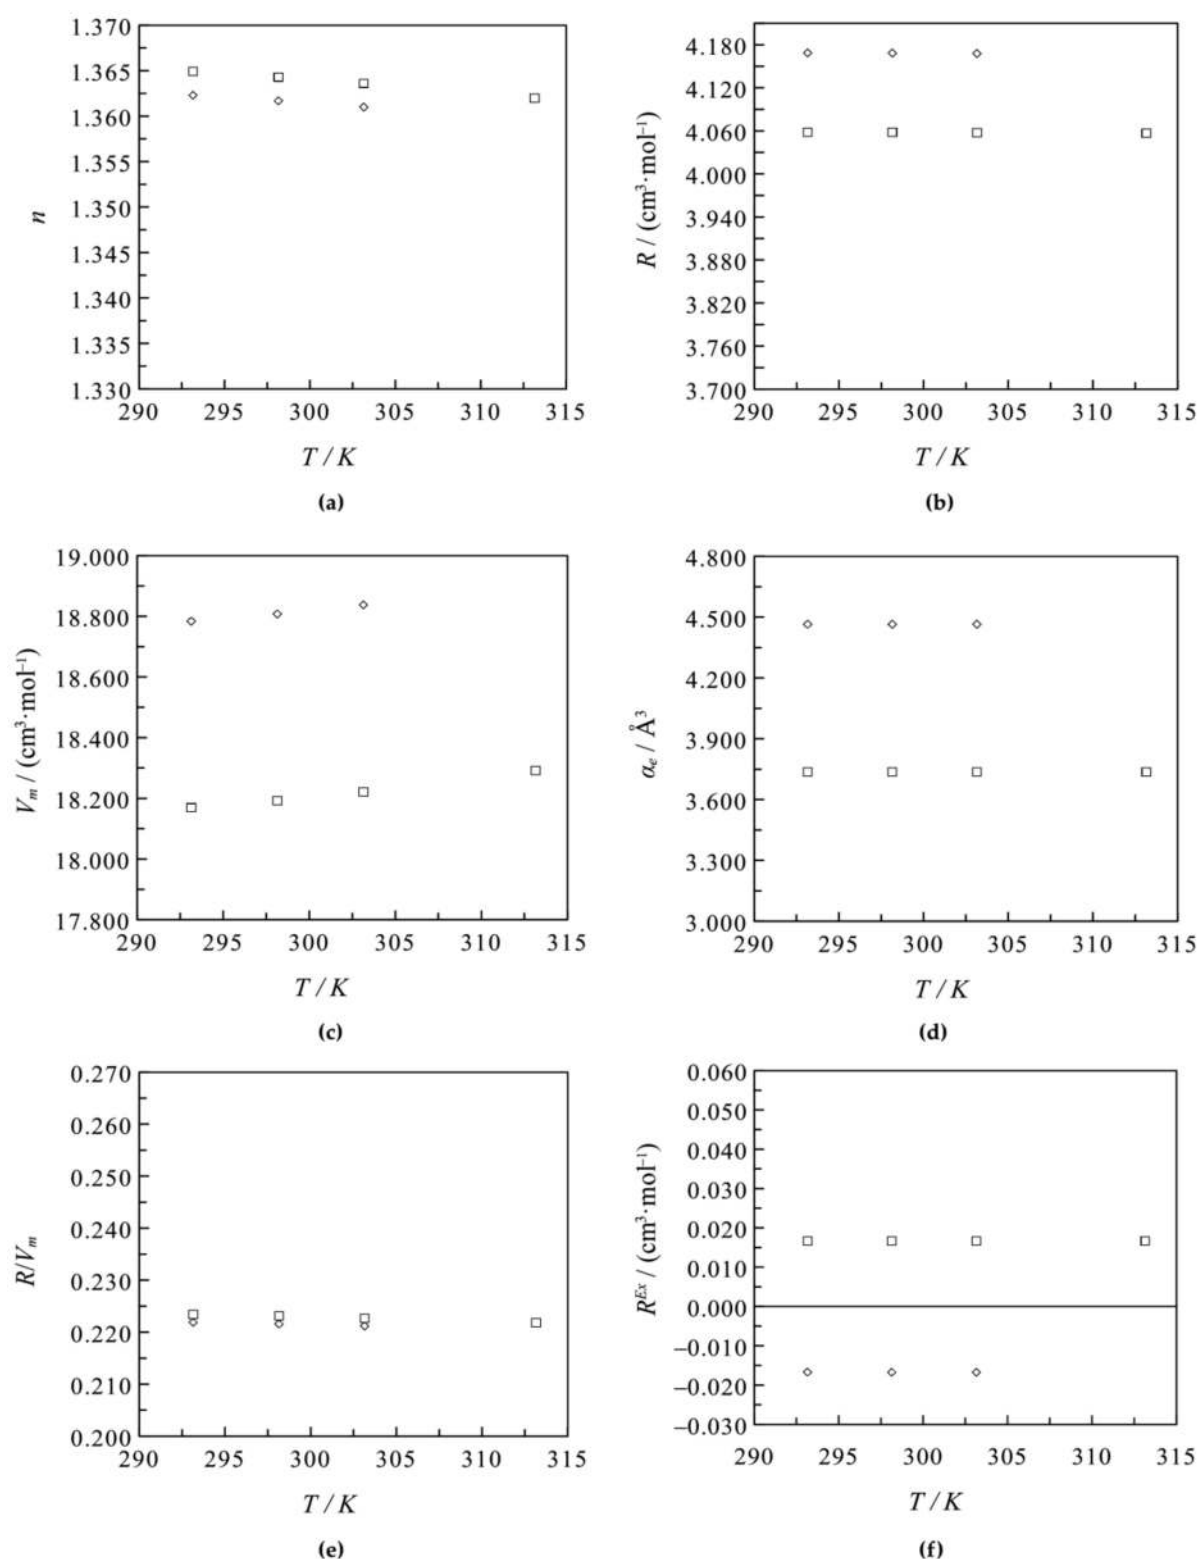 1.370
1.365
1.360
1.355
1.350
1.345
1.340
1.335
1.330
n
290 295 300 305 310 315
T / K
(a)
4.180
4.120
4.060
4.000
3.940
3.880
3.820
3.760
3.700
R / (cm³·mol⁻¹)
290 295 300 305 310 315
T / K
(b)
19.000
18.800
18.600
18.400
18.200
18.000
17.800
Vₘ / (cm³·mol⁻¹)
290 295 300 305 310 315
T / K
(c)
4.800
4.500
4.200
3.900
3.600
3.300
3.000
αₑ / Å³
290 295 300 305 310 315
T / K
(d)
0.270
0.260
0.250
0.240
0.230
0.220
0.210
0.200
R/Vₘ
290 295 300 305 310 315
T / K
(e)
0.060
0.050
0.040
0.030
0.020
0.010
0.000
−0.010
−0.020
−0.030
R^Ex / (cm³·mol⁻¹)
290 295 300 305 310 315
T / K
(f)